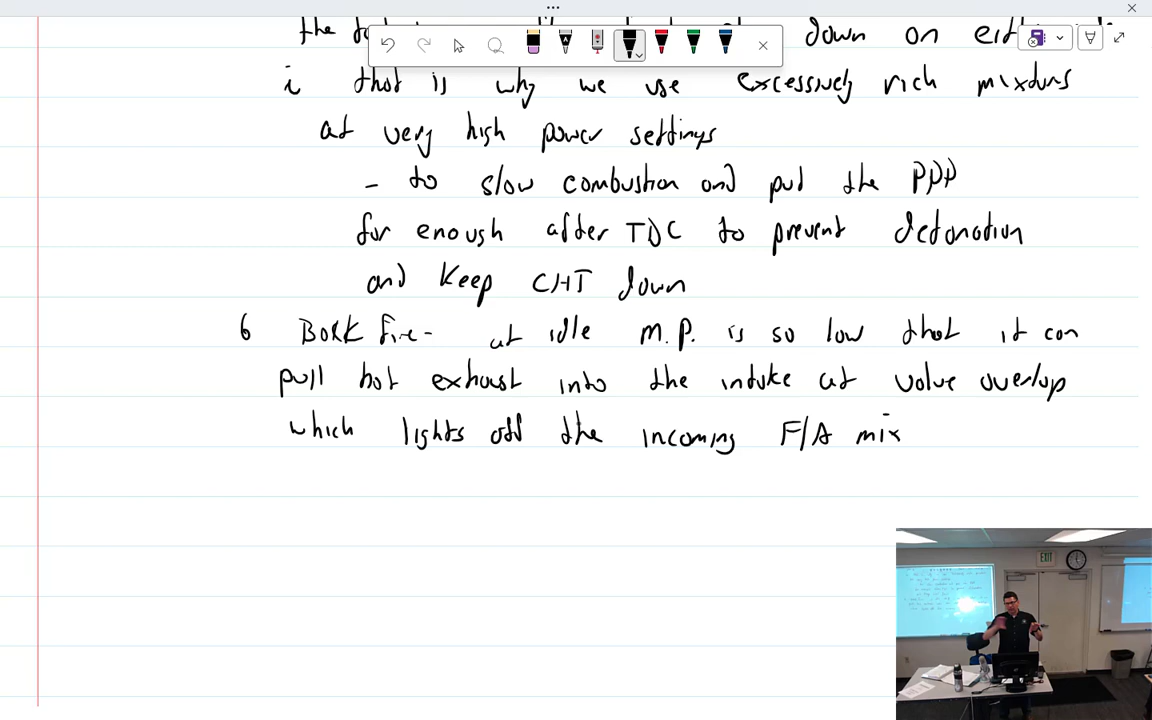 the down on
i that is why we use excessively rich mixturs
at very high power settings
- to slow combustion and put the PPP
far enough after TDC to prevent detonation
and keep CHT down
6 Back fire - at idle M.P. is so low that it can
pull hot exhaust into the intake at valve overlap
which lights off the incoming F/A mix
EXIT